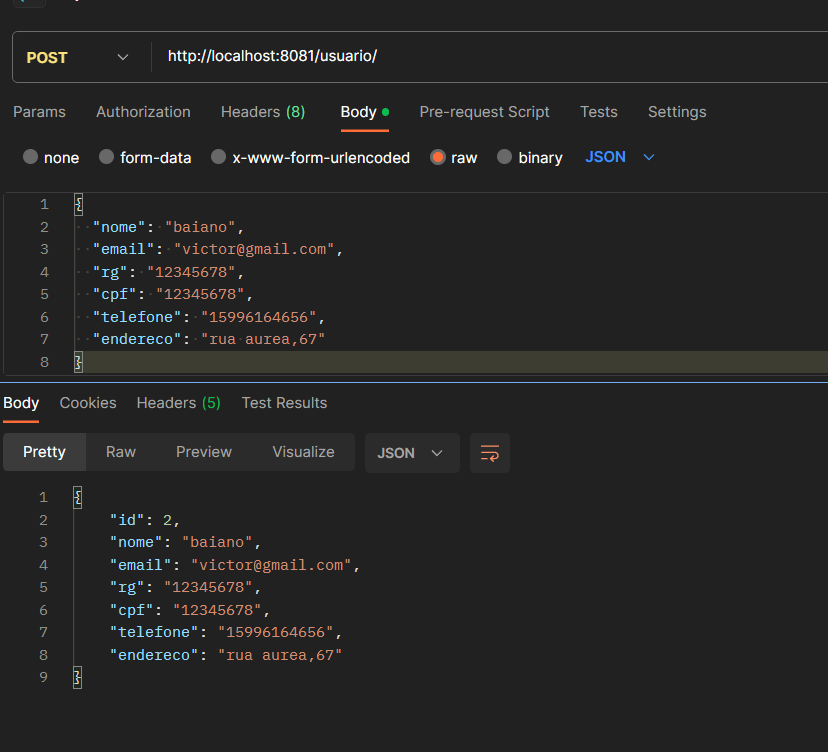 POST http://localhost:8081/usuario/
Params Authorization Headers (8) Body Pre-request Script Tests Settings
none form-data x-www-form-urlencoded raw binary JSON
1 {
2 "nome": "baiano",
3 "email": "victor@gmail.com",
4 "rg": "12345678",
5 "cpf": "12345678",
6 "telefone": "15996164656",
7 "endereco": "rua aurea,67"
8 }
Body Cookies Headers (5) Test Results
Pretty Raw Preview Visualize JSON
1 {
2 "id": 2,
3 "nome": "baiano",
4 "email": "victor@gmail.com",
5 "rg": "12345678",
6 "cpf": "12345678",
7 "telefone": "15996164656",
8 "endereco": "rua aurea,67"
9 }